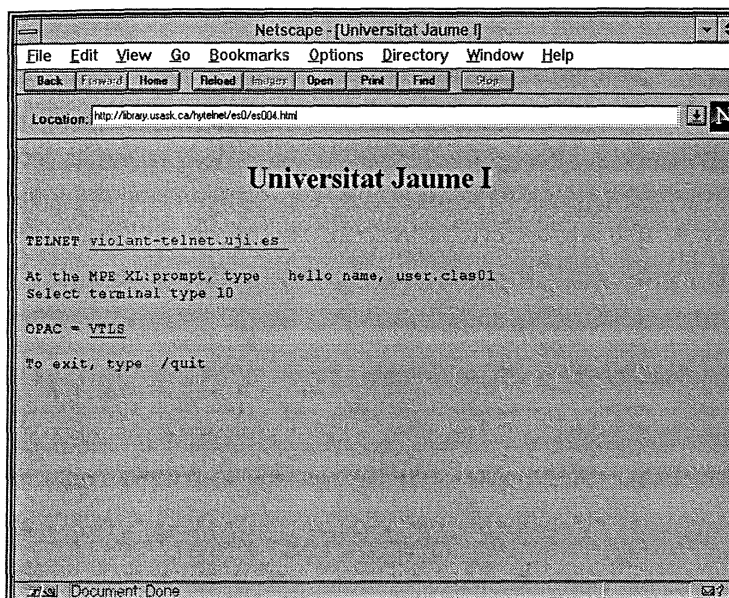 Netscape - [Universitat Jaume I]
File Edit View Go Bookmarks Options Directory Window Help
Back Forward Home Reload Images Open Print Find Stop
Location: http://library.usask.ca/hytelnet/es0/es004.html
N
Universitat Jaume I
TELNET violant-telnet.uji.es
At the MPE XL:prompt, type hello name, user.clas01
Select terminal type 10
OPAC = VTLS
To exit, type /quit
Document: Done
?